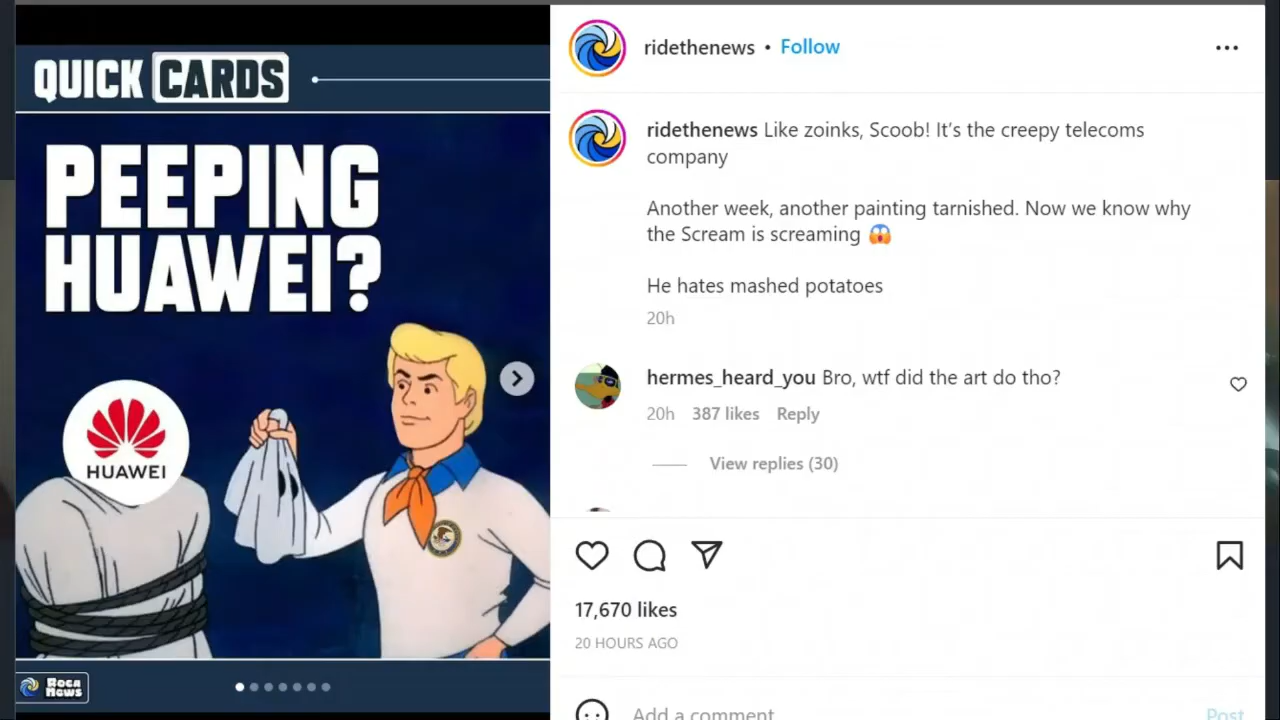 QUICK CARDS
PEEPING
HUAWEI?
HUAWEI
ROCA
NEWS
ridethenews • Follow
ridethenews Like zoinks, Scoob! It's the creepy telecoms
company
Another week, another painting tarnished. Now we know why
the Scream is screaming 😱
He hates mashed potatoes
20h
hermes_heard_you Bro, wtf did the art do tho?
20h 387 likes Reply
View replies (30)
17,670 likes
20 HOURS AGO
Add a comment
Post